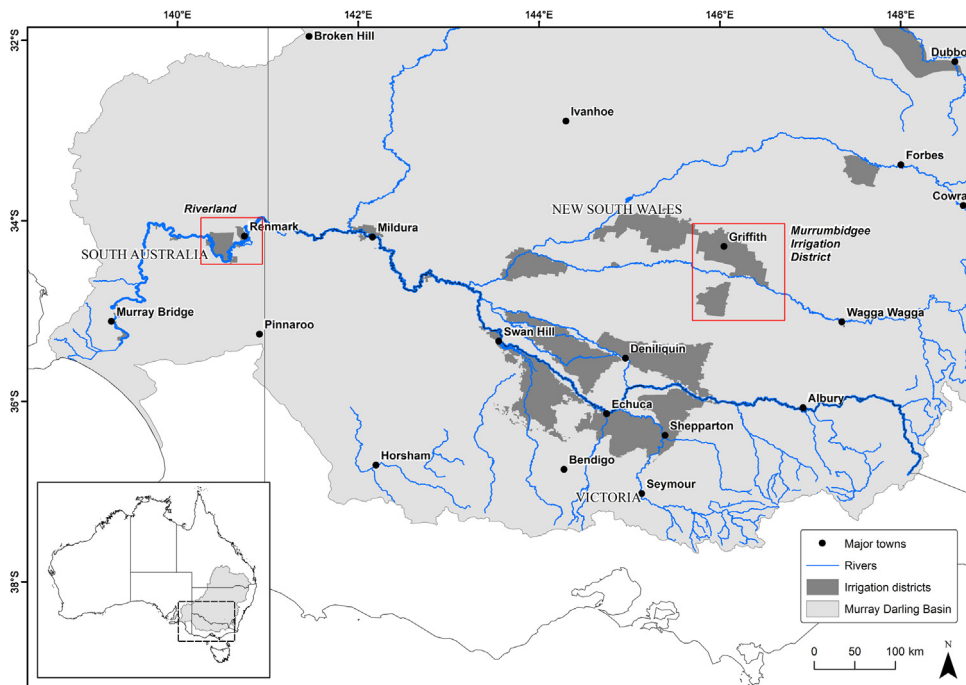 140°E
142°E
144°E
146°E
148°E
32°S
Broken Hill
Dubbo
Ivanhoe
Forbes
Cowra
34°S
Riverland
Renmark
Mildura
NEW SOUTH WALES
Griffith
Murrumbidgee
Irrigation
District
SOUTH AUSTRALIA
Murray Bridge
Pinnaroo
Wagga Wagga
Swan Hill
Deniliquin
38°S
Echuca
Albury
Shepparton
Horsham
Bendigo
Seymour
VICTORIA
38°S
Major towns
Rivers
Irrigation districts
Murray Darling Basin
N
0 50 100 km